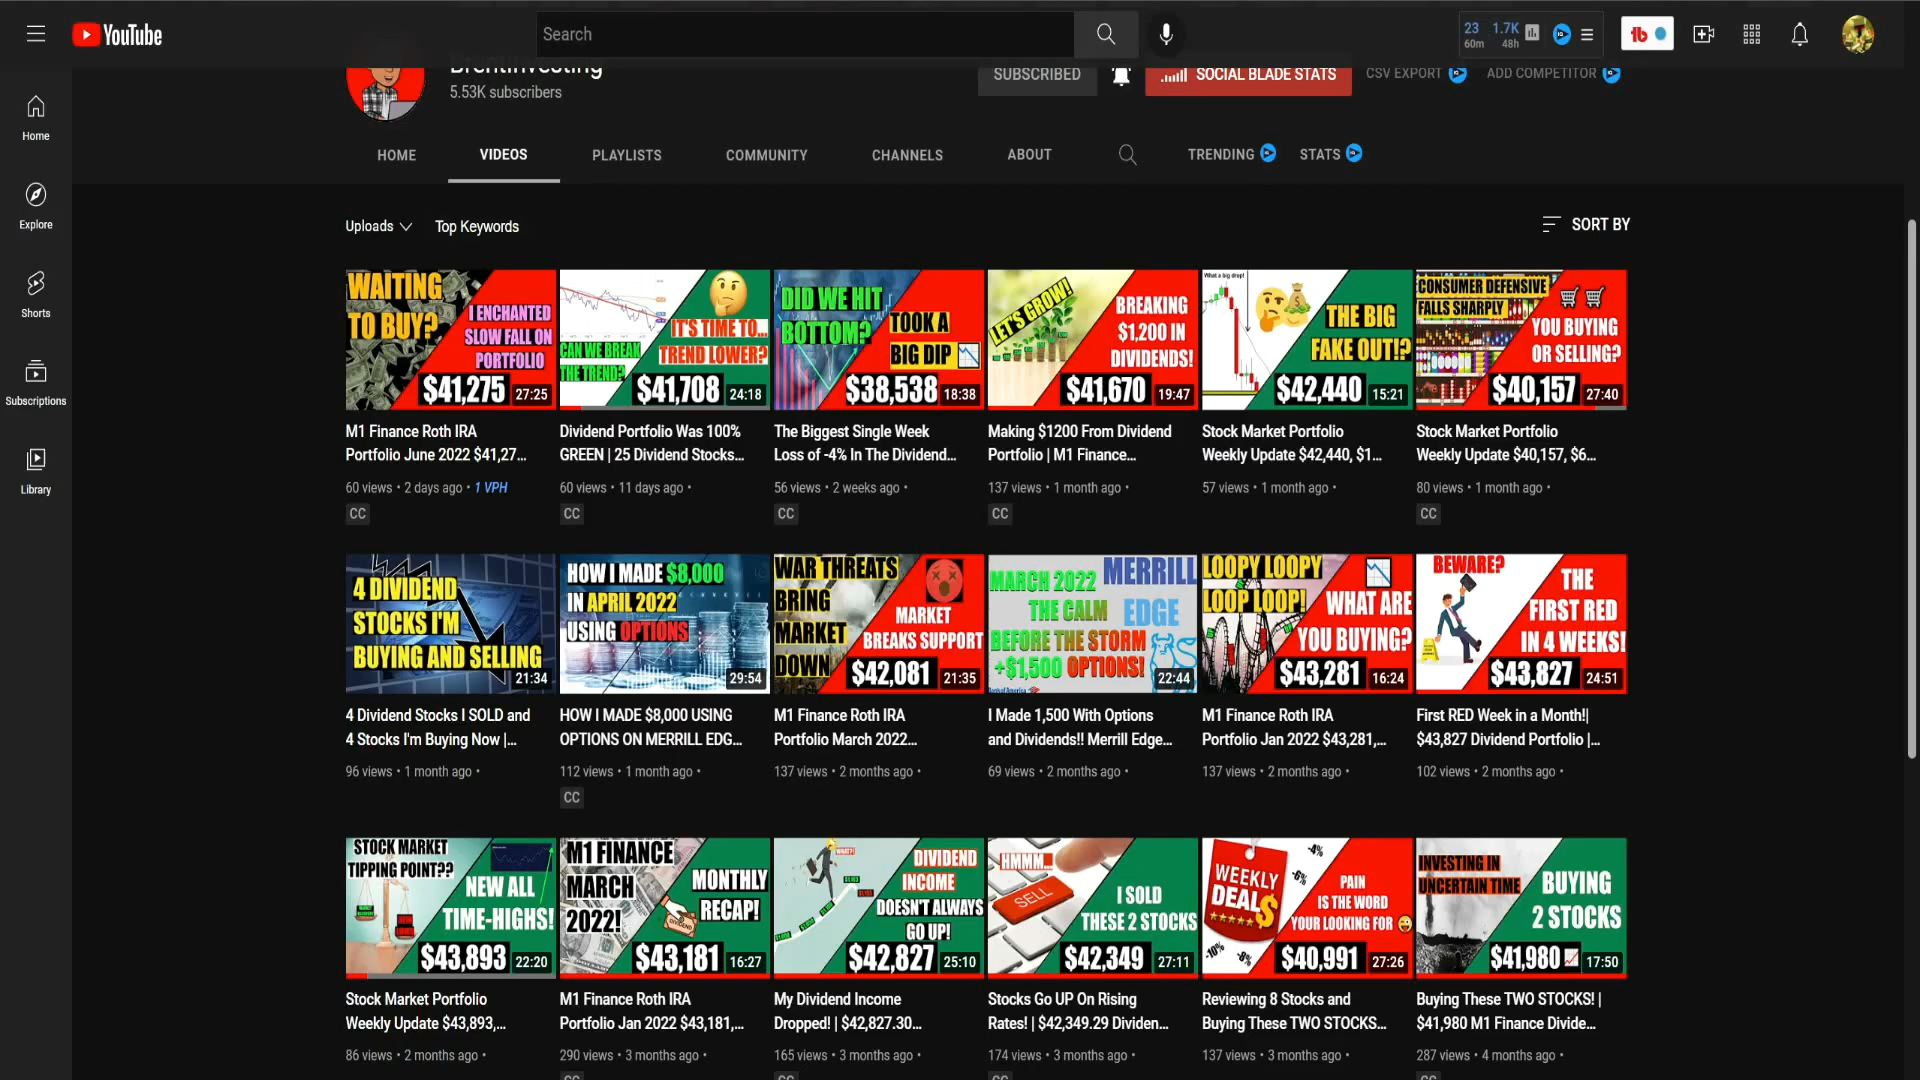 YouTube
Search
23
60m
1.7K
48h
BrentInvesting
5.53K subscribers
SUBSCRIBED
SOCIAL BLADE STATS
CSV EXPORT
ADD COMPETITOR
Home
Explore
Shorts
Subscriptions
Library
HOME
VIDEOS
PLAYLISTS
COMMUNITY
CHANNELS
ABOUT
TRENDING
STATS
Uploads
Top Keywords
SORT BY
WAITING
TO BUY?
I ENCHANTED
SLOW FALL ON
PORTFOLIO
$41,275
27:25
M1 Finance Roth IRA
Portfolio June 2022 $41,27...
60 views • 2 days ago • 1 VPH
CC
IT'S TIME TO...
TREND LOWER?
CAN WE BREAK
THE TREND?
$41,708
24:18
Dividend Portfolio Was 100%
GREEN | 25 Dividend Stocks...
60 views • 11 days ago •
CC
DID WE HIT
BOTTOM?
TOOK A
BIG DIP
$38,538
18:38
The Biggest Single Week
Loss of -4% In The Dividend...
56 views • 2 weeks ago •
CC
LET'S GROW!
BREAKING
$1,200 IN
DIVIDENDS!
$41,670
19:47
Making $1200 From Dividend
Portfolio | M1 Finance...
137 views • 1 month ago •
CC
What a big drop!
THE BIG
FAKE OUT!?
$42,440
15:21
Stock Market Portfolio
Weekly Update $42,440, $1...
57 views • 1 month ago •
CONSUMER DEFENSIVE
FALLS SHARPLY
YOU BUYING
OR SELLING?
$40,157
27:40
Stock Market Portfolio
Weekly Update $40,157, $6...
80 views • 1 month ago •
CC
4 DIVIDEND
STOCKS I'M
BUYING AND SELLING
21:34
4 Dividend Stocks I SOLD and
4 Stocks I'm Buying Now |...
96 views • 1 month ago •
HOW I MADE $8,000
IN APRIL 2022
USING OPTIONS
29:54
HOW I MADE $8,000 USING
OPTIONS ON MERRILL EDG...
112 views • 1 month ago •
CC
WAR THREATS
BRING
MARKET
DOWN
MARKET
BREAKS SUPPORT
$42,081
21:35
M1 Finance Roth IRA
Portfolio March 2022...
137 views • 2 months ago •
MARCH 2022
MERRILL
EDGE
THE CALM
BEFORE THE STORM
+$1,500 OPTIONS!
22:44
I Made 1,500 With Options
and Dividends!! Merrill Edge...
69 views • 2 months ago •
LOOPY LOOPY
LOOP LOOP!
WHAT ARE
YOU BUYING?
$43,281
16:24
M1 Finance Roth IRA
Portfolio Jan 2022 $43,281,...
137 views • 2 months ago •
BEWARE?
THE
FIRST RED
IN 4 WEEKS!
$43,827
24:51
First RED Week in a Month!|
$43,827 Dividend Portfolio |...
102 views • 2 months ago •
STOCK MARKET
TIPPING POINT??
NEW ALL
TIME-HIGHS!
$43,893
22:20
Stock Market Portfolio
Weekly Update $43,893,...
86 views • 2 months ago •
M1 FINANCE
MARCH
2022!
MONTHLY
RECAP!
DIVIDEND
$43,181
16:27
M1 Finance Roth IRA
Portfolio Jan 2022 $43,181,...
290 views • 3 months ago •
CC
WHAT?!
DIVIDEND
INCOME
DOESN'T ALWAYS
GO UP!
$42,827
25:10
My Dividend Income
Dropped! | $42,827.30...
165 views • 3 months ago •
CC
HMMM...
SELL
I SOLD
THESE 2 STOCKS
$42,349
27:11
Stocks Go UP On Rising
Rates! | $42,349.29 Dividen...
174 views • 3 months ago •
CC
WEEKLY
DEALS
-4%
-6%
-10%
-8%
PAIN
IS THE WORD
YOUR LOOKING FOR
$40,991
27:26
Reviewing 8 Stocks and
Buying These TWO STOCKS...
137 views • 3 months ago •
INVESTING IN
UNCERTAIN TIME
BUYING
2 STOCKS
$41,980
17:50
Buying These TWO STOCKS! |
$41,980 M1 Finance Divide...
287 views • 4 months ago •
CC